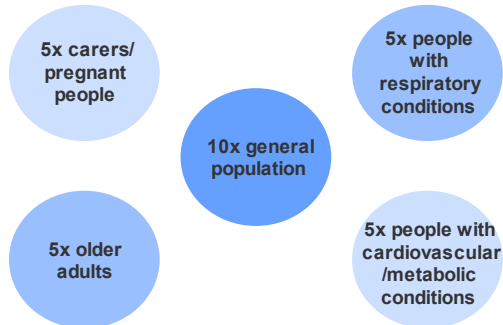 5x carers/
pregnant
people
5x people
with
respiratory
conditions
10x general
population
5x older
adults
5x people with
cardiovascular
/metabolic
conditions